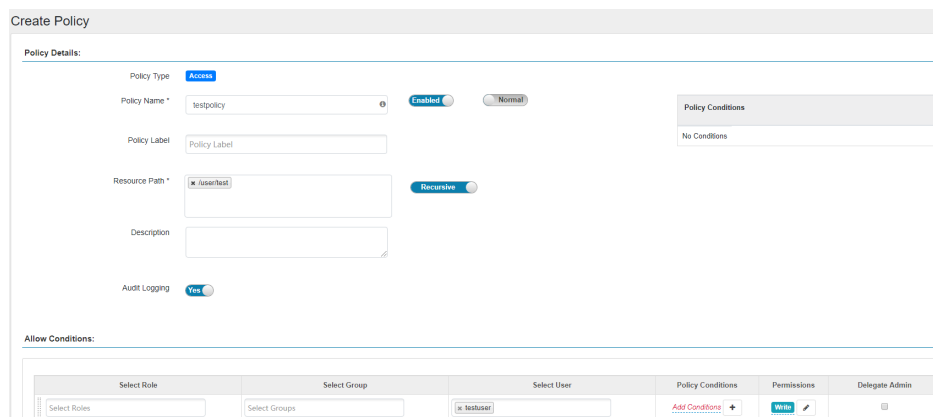 Create Policy
Policy Details:
Policy Type Access
Policy Name * testpolicy Enabled Normal
Policy Conditions
No Conditions
Policy Label Policy Label
Resource Path * × /user/test Recursive
Description
Audit Logging Yes
Allow Conditions:
Select Role Select Group Select User Policy Conditions Permissions Delegate Admin
Select Roles Select Groups × testuser Add Conditions + Write